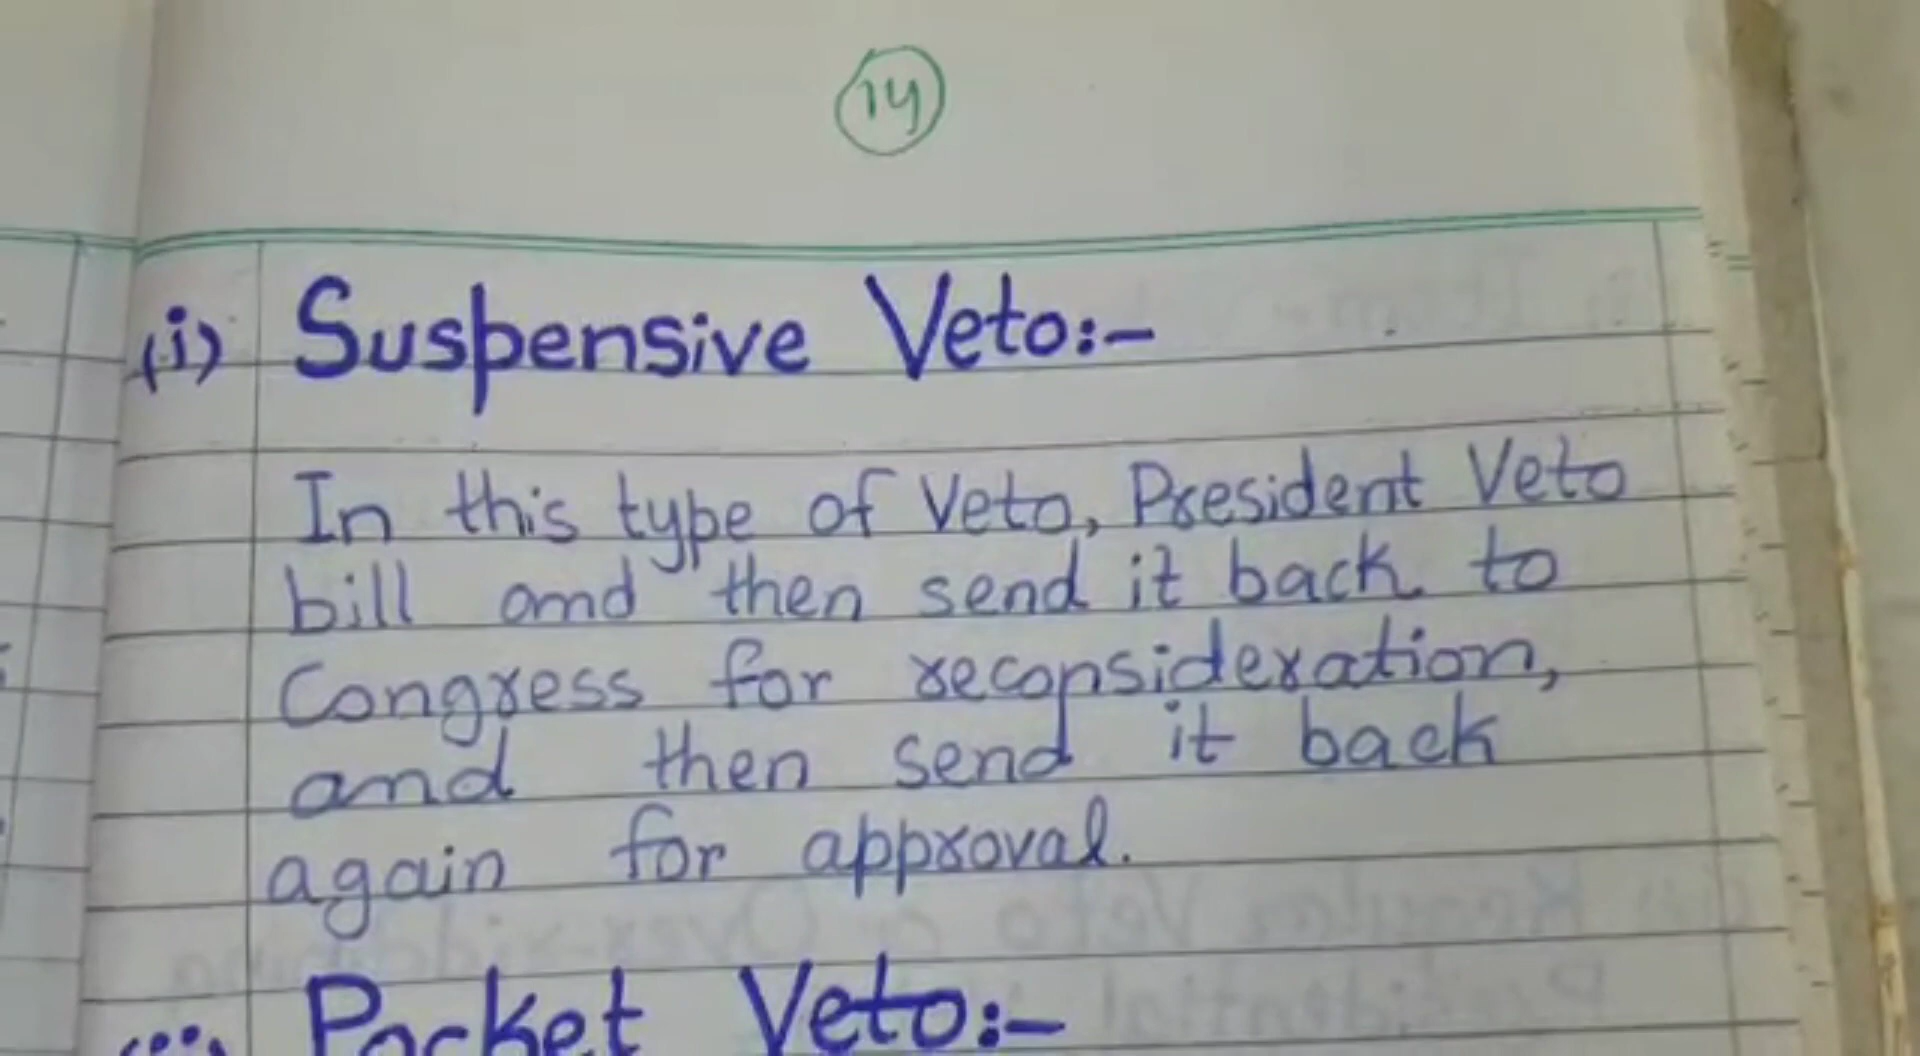 14
(i) Suspensive Veto:-
In this type of Veto, President Veto
bill and then send it back to
Congress for reconsideration,
and then send it back
again for approval.
Pocket Veto:-